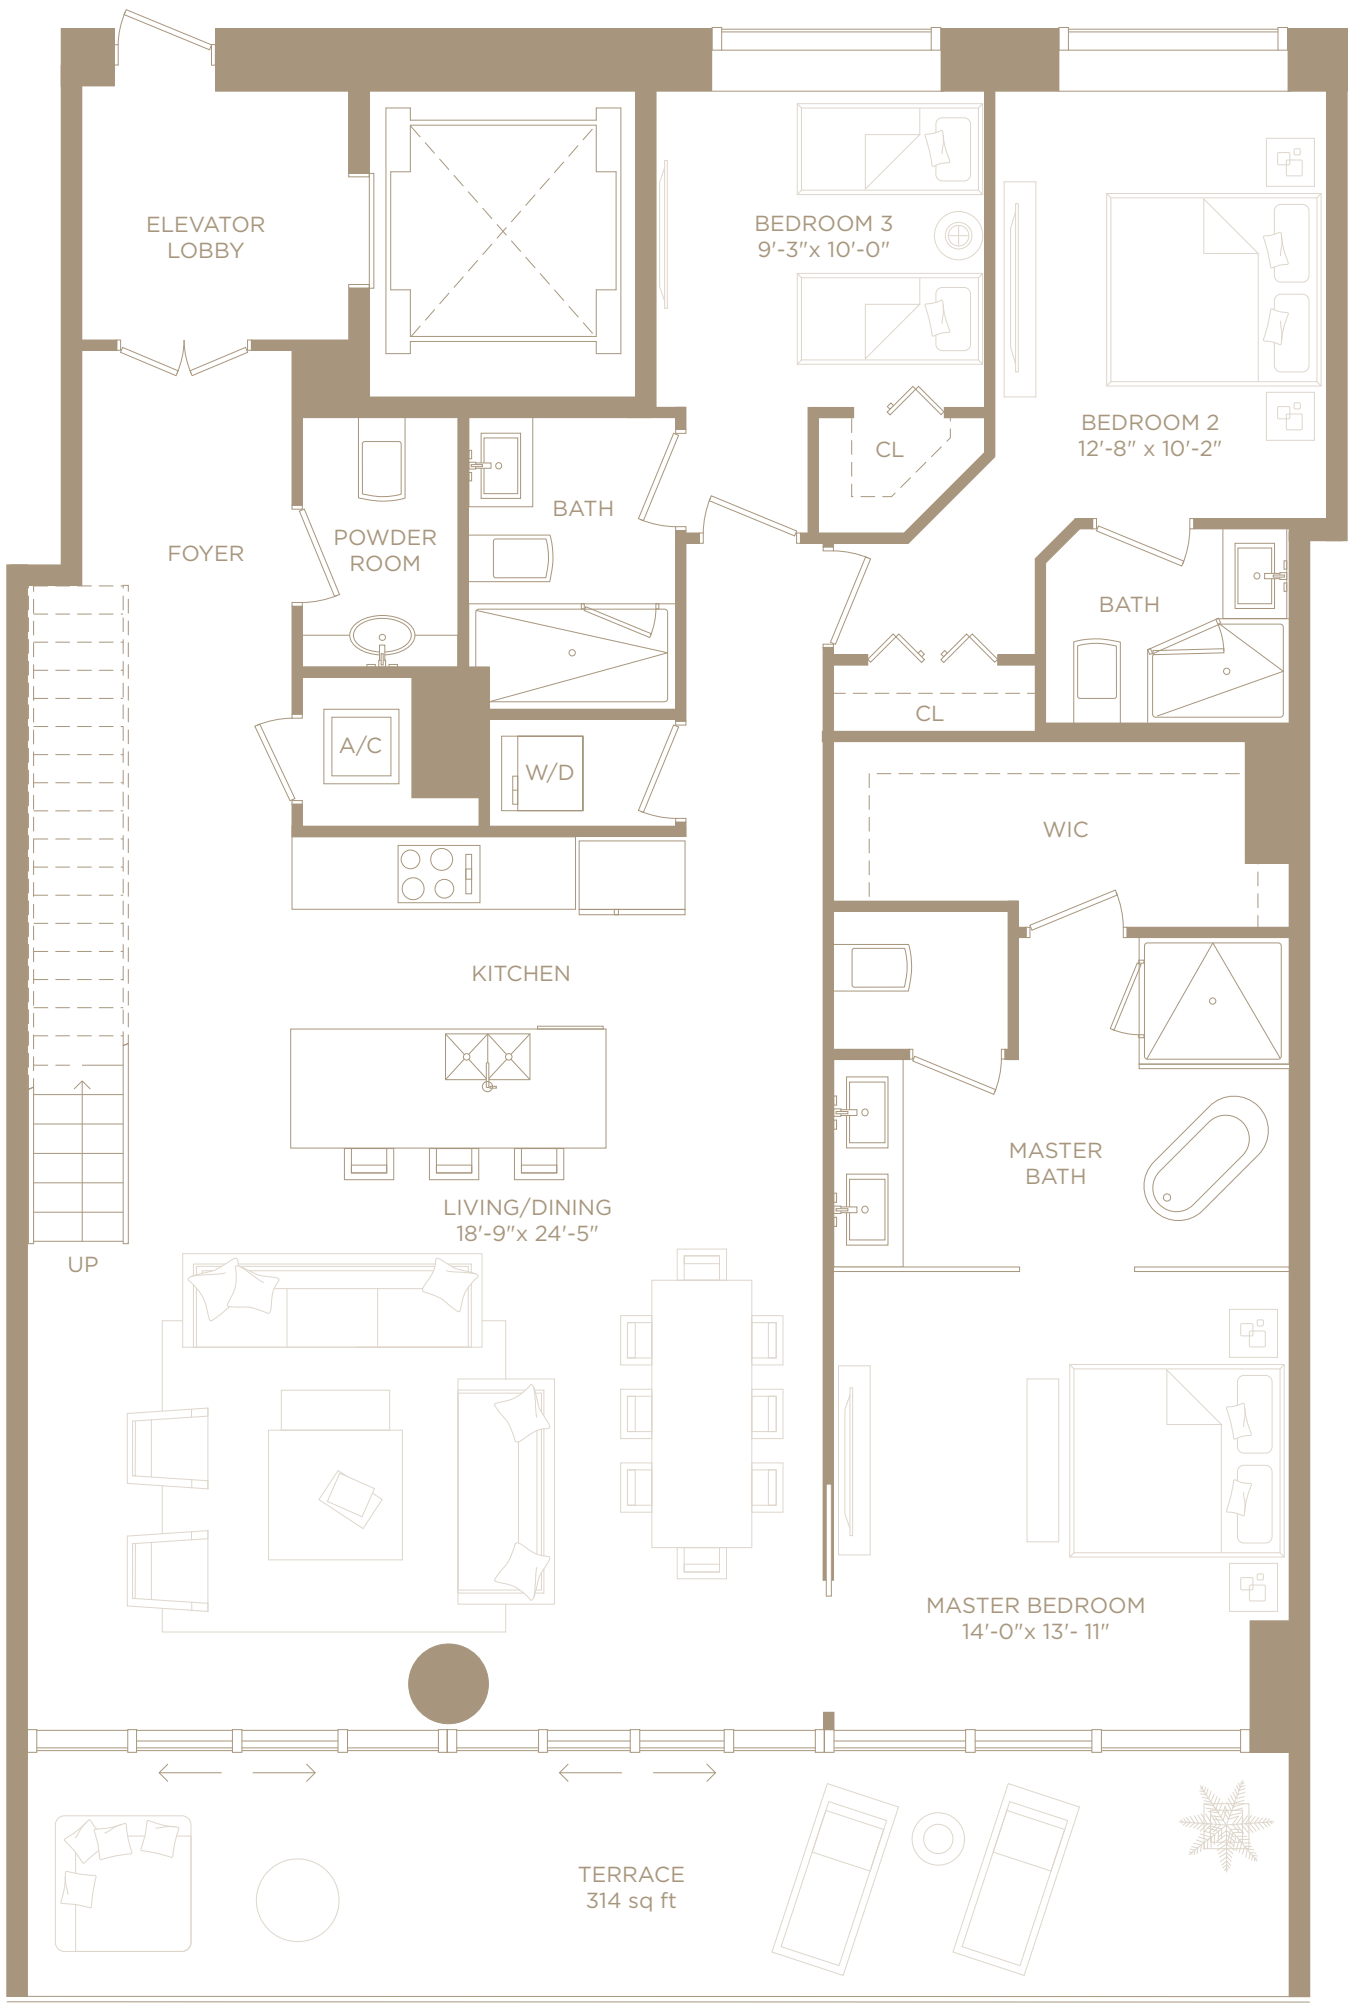 ELEVATOR
LOBBY
BEDROOM 3
9'-3"x 10'-0"
BEDROOM 2
12'-8" x 10'-2"
CL
BATH
POWDER
ROOM
FOYER
BATH
CL
A/C
W/D
WIC
KITCHEN
MASTER
BATH
LIVING/DINING
18'-9"x 24'-5"
UP
MASTER BEDROOM
14'-0"x 13'- 11"
TERRACE
314 sq ft